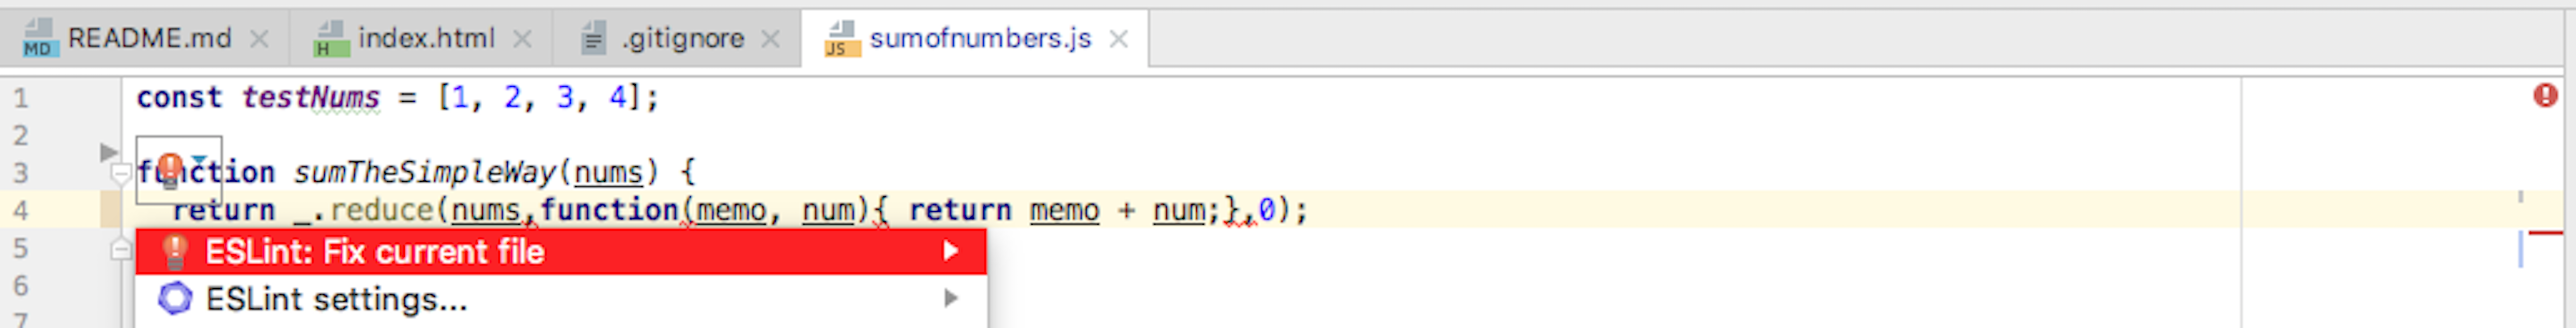 README.md index.html .gitignore sumofnumbers.js
MD H JS
1 const testNums = [1, 2, 3, 4];
2
3 function sumTheSimpleWay(nums) {
4 return _.reduce(nums,function(memo, num){ return memo + num;},0);
5 ESLint: Fix current file
6 ESLint settings...
7